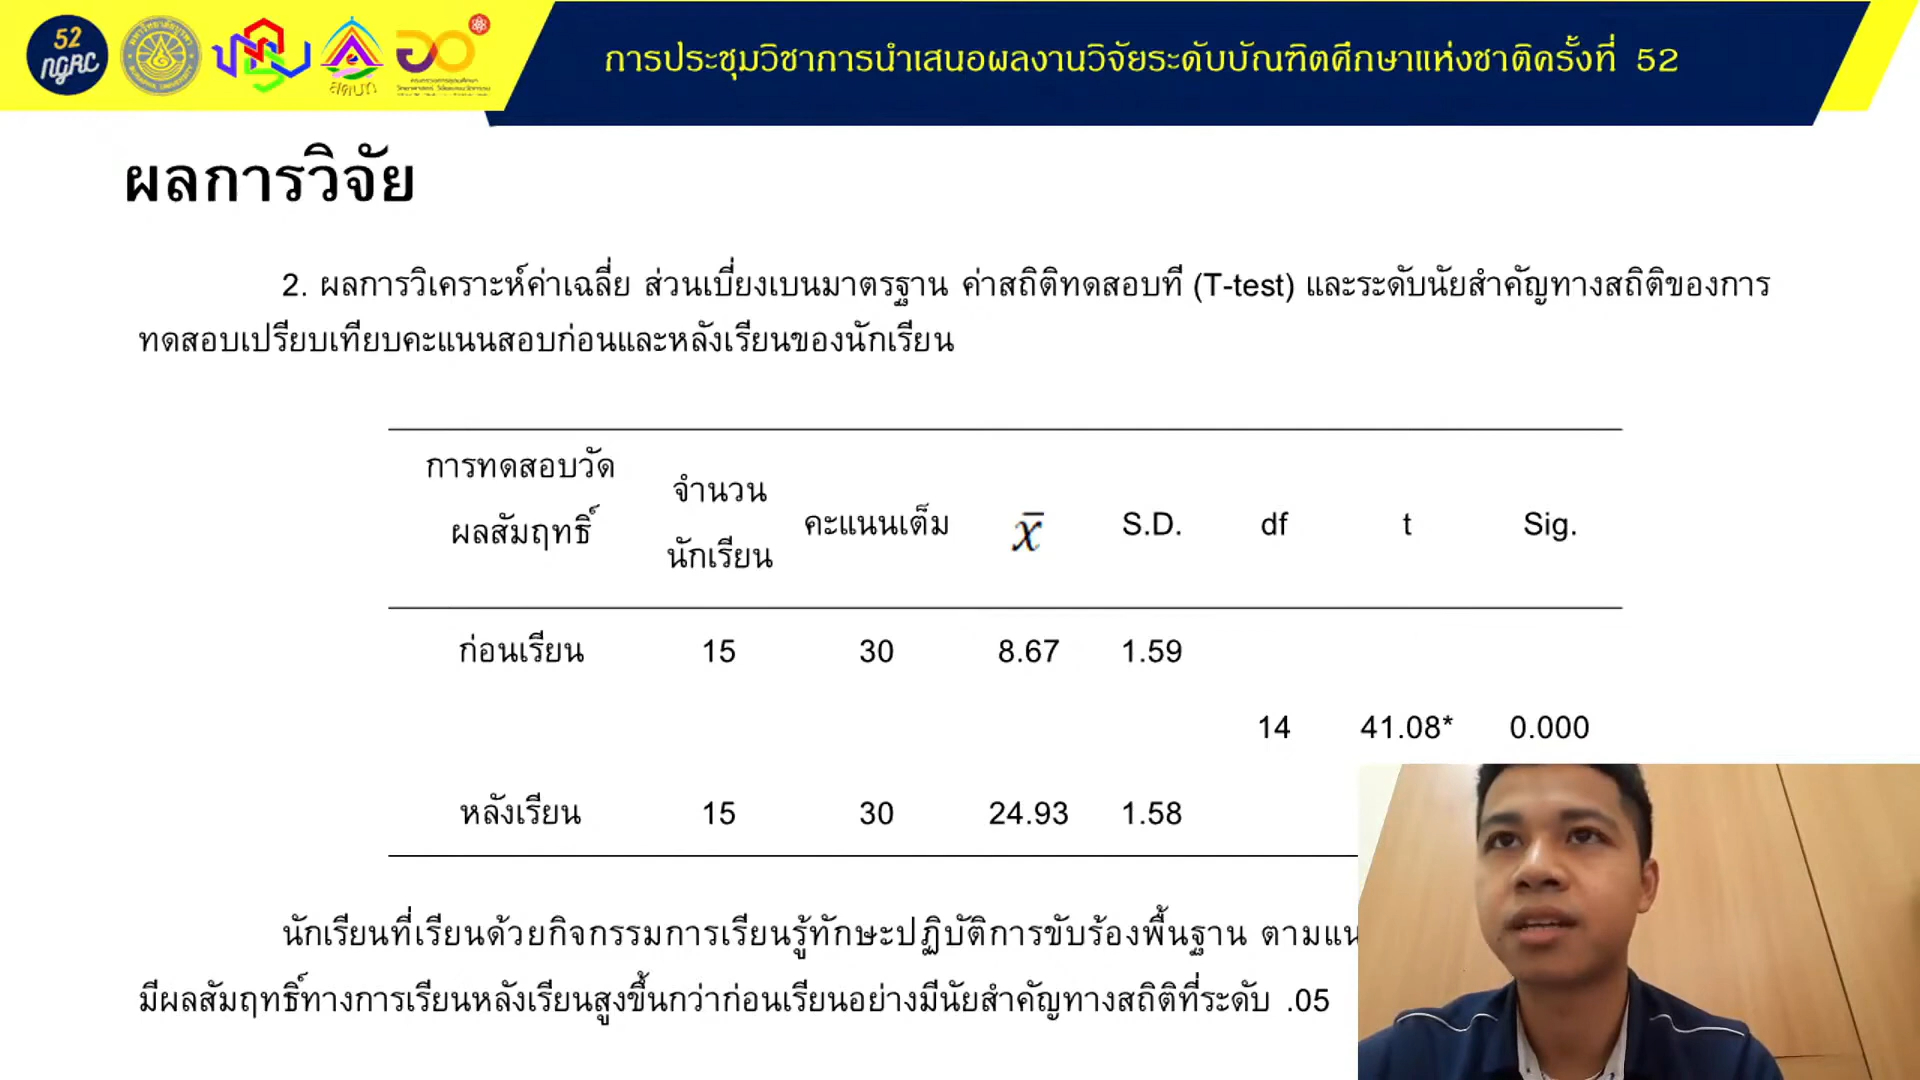 52
ngRC
สคบท
การประชุมวิชาการนำเสนอผลงานวิจัยระดับบัณฑิตศึกษาแห่งชาติครั้งที่ 52
ผลการวิจัย
2. ผลการวิเคราะห์ค่าเฉลี่ย ส่วนเบี่ยงเบนมาตรฐาน ค่าสถิติทดสอบที (T-test) และระดับนัยสำคัญทางสถิติของการ
ทดสอบเปรียบเทียบคะแนนสอบก่อนและหลังเรียนของนักเรียน
การทดสอบวัด
ผลสัมฤทธิ์
จำนวน
นักเรียน
คะแนนเต็ม
x̄
S.D.
df
t
Sig.
ก่อนเรียน 15 30 8.67 1.59
14 41.08* 0.000
หลังเรียน 15 30 24.93 1.58
นักเรียนที่เรียนด้วยกิจกรรมการเรียนรู้ทักษะปฏิบัติการขับร้องพื้นฐาน
มีผลสัมฤทธิ์ทางการเรียนหลังเรียนสูงขึ้นกว่าก่อนเรียนอย่างมีนัยสำคัญทางสถิติที่ระดับ .05